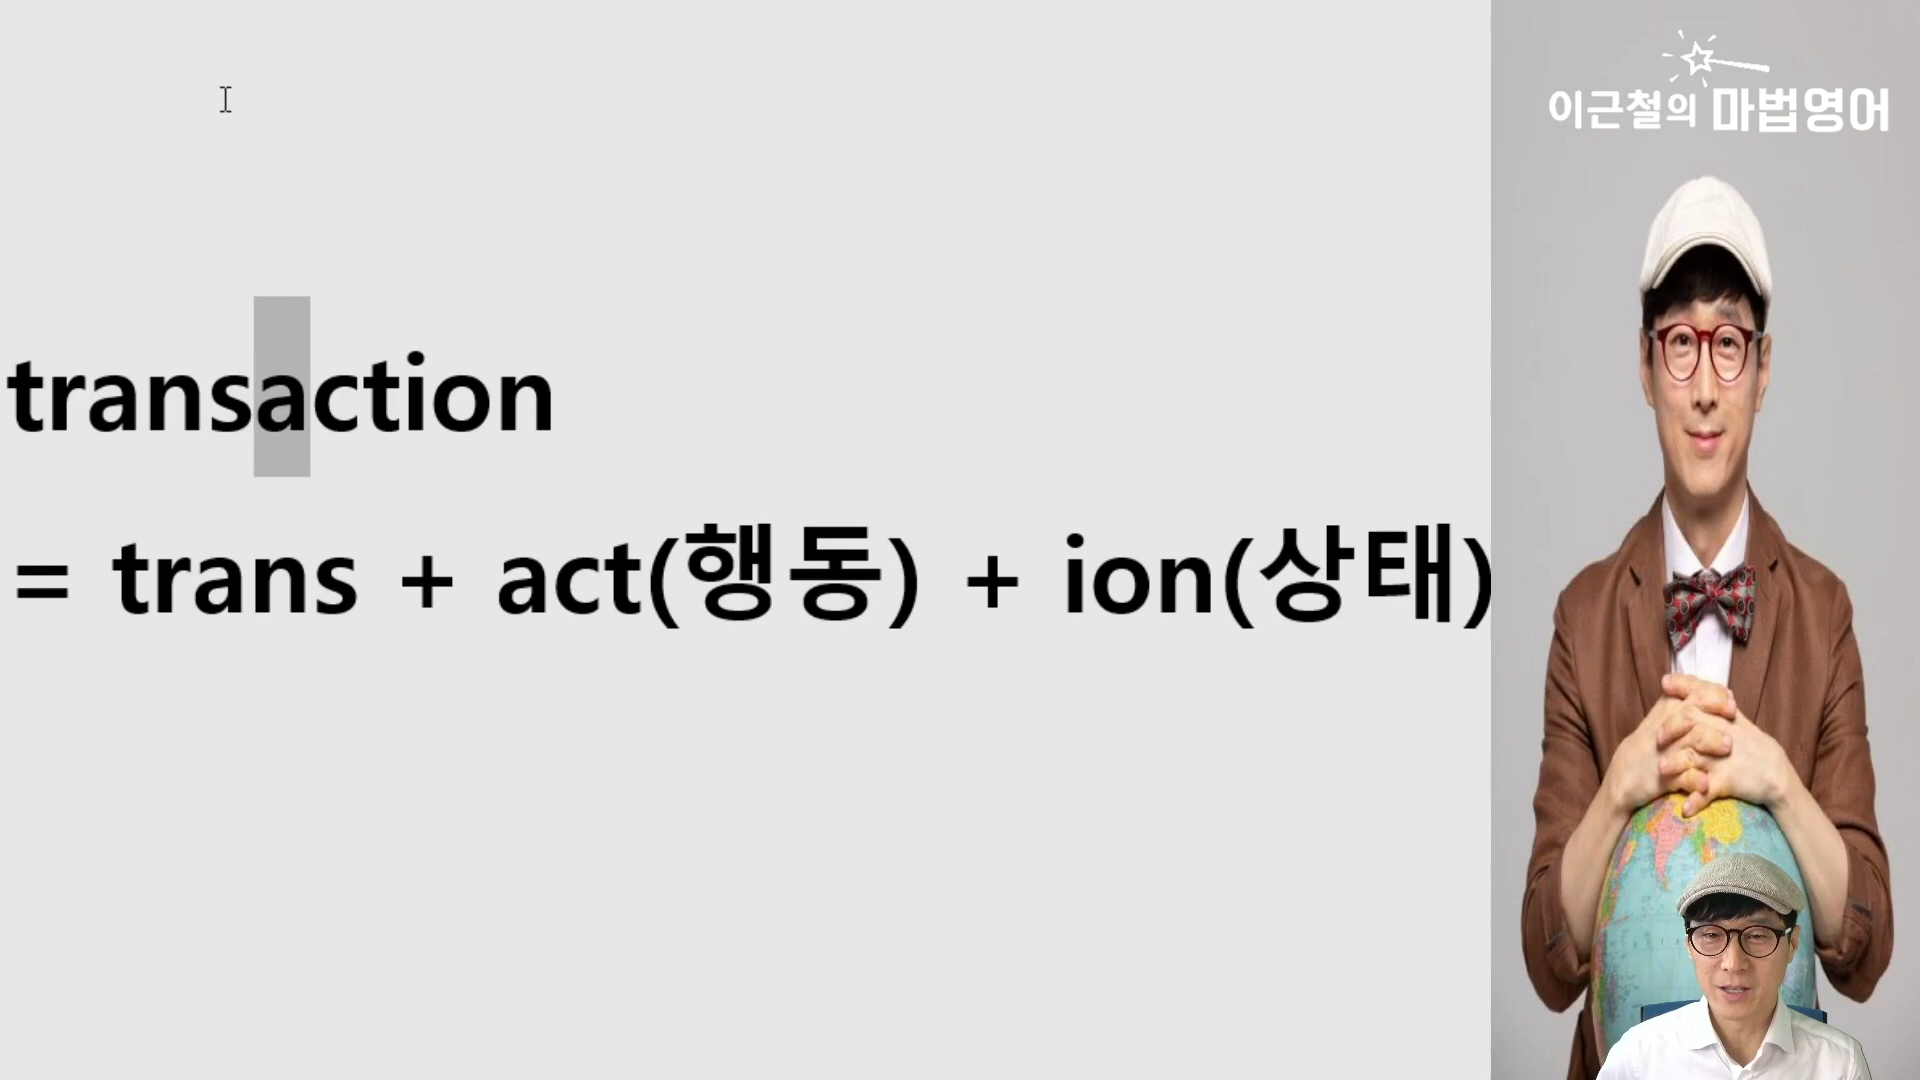 이근철의 마법영어
transaction
= trans + act(행동) + ion(상태)